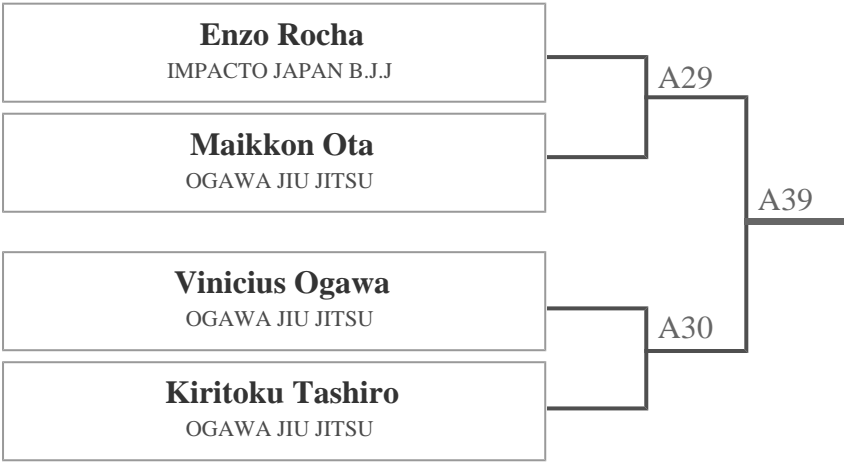 Enzo Rocha
IMPACTO JAPAN B.J.J
A29
Maikkon Ota
OGAWA JIU JITSU
A39
Vinicius Ogawa
OGAWA JIU JITSU
A30
Kiritoku Tashiro
OGAWA JIU JITSU